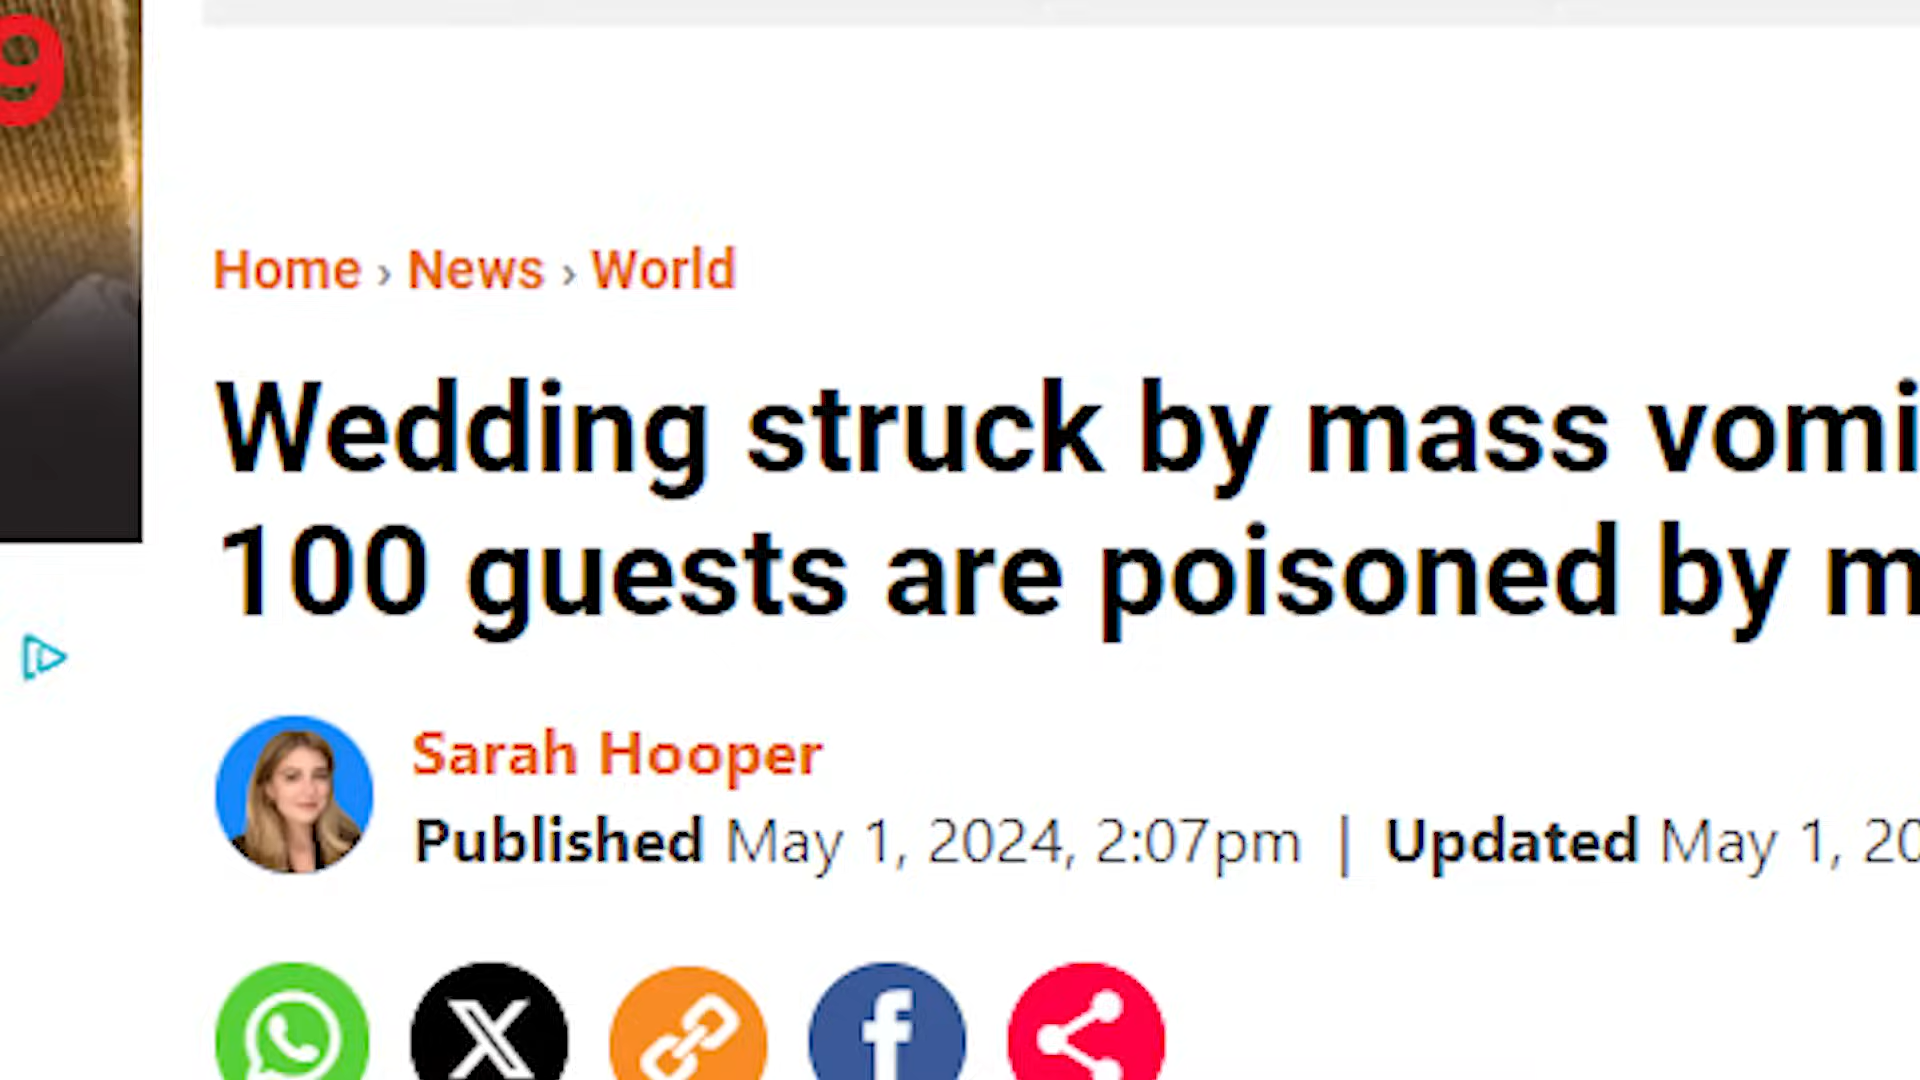 9
Home › News › World
Wedding struck by mass vomi
100 guests are poisoned by m
Sarah Hooper
Published May 1, 2024, 2:07pm | Updated May 1, 20